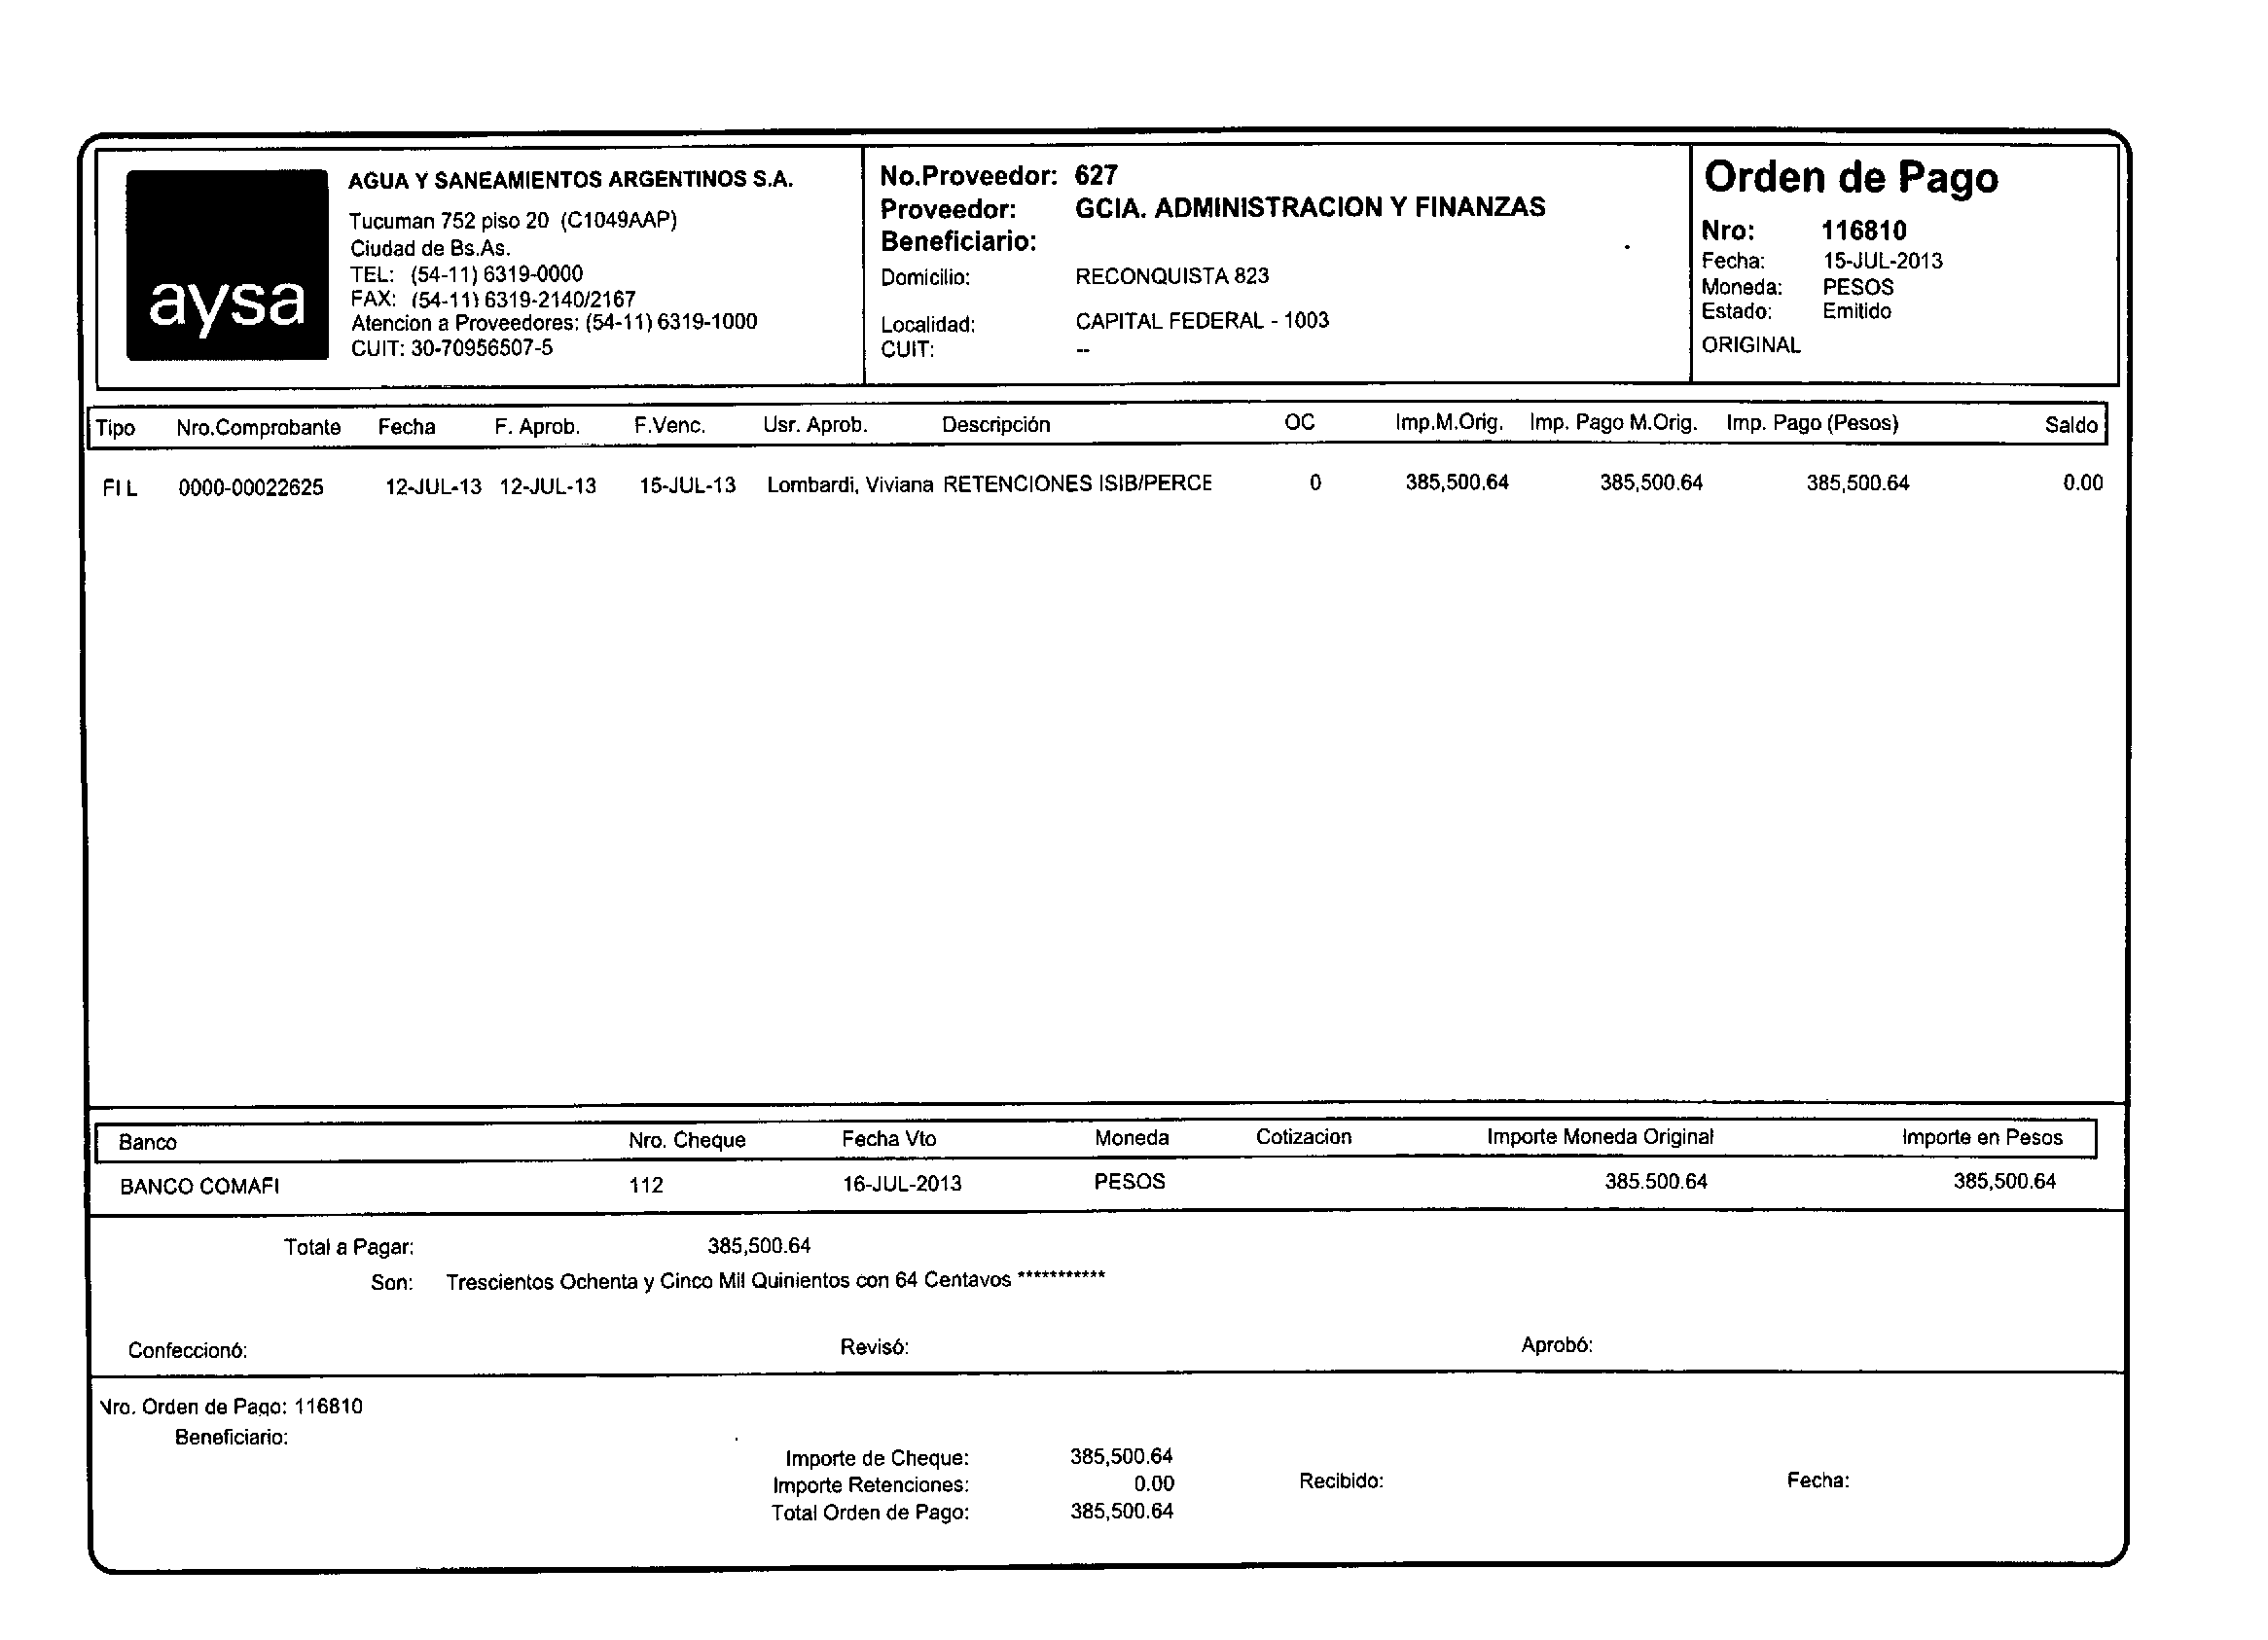 aysa
AGUA Y SANEAMIENTOS ARGENTINOS S.A.
Tucuman 752 piso 20 (C1049AAP)
Ciudad de Bs.As.
TEL: (54-11) 6319-0000
FAX: (54-11) 6319-2140/2167
Atencion a Proveedores: (54-11) 6319-1000
CUIT: 30-70956507-5
No.Proveedor: 627
Proveedor: GCIA. ADMINISTRACION Y FINANZAS
Beneficiario:
Domicilio: RECONQUISTA 823
Localidad: CAPITAL FEDERAL - 1003
CUIT: --
Orden de Pago
Nro: 116810
Fecha: 15-JUL-2013
Moneda: PESOS
Estado: Emitido
ORIGINAL
Tipo Nro.Comprobante Fecha F. Aprob. F.Venc. Usr. Aprob. Descripción OC Imp.M.Orig. Imp. Pago M.Orig. Imp. Pago (Pesos) Saldo
FI L 0000-00022625 12-JUL-13 12-JUL-13 15-JUL-13 Lombardi, Viviana RETENCIONES ISIB/PERCE 0 385,500.64 385,500.64 385,500.64 0.00
Banco Nro. Cheque Fecha Vto Moneda Cotizacion Importe Moneda Original Importe en Pesos
BANCO COMAFI 112 16-JUL-2013 PESOS 385.500.64 385,500.64
Total a Pagar: 385,500.64
Son: Trescientos Ochenta y Cinco Mil Quinientos con 64 Centavos ***********
Confeccionó: Revisó: Aprobó:
Nro. Orden de Pago: 116810
Beneficiario:
Importe de Cheque: 385,500.64
Importe Retenciones: 0.00 Recibido: Fecha:
Total Orden de Pago: 385,500.64